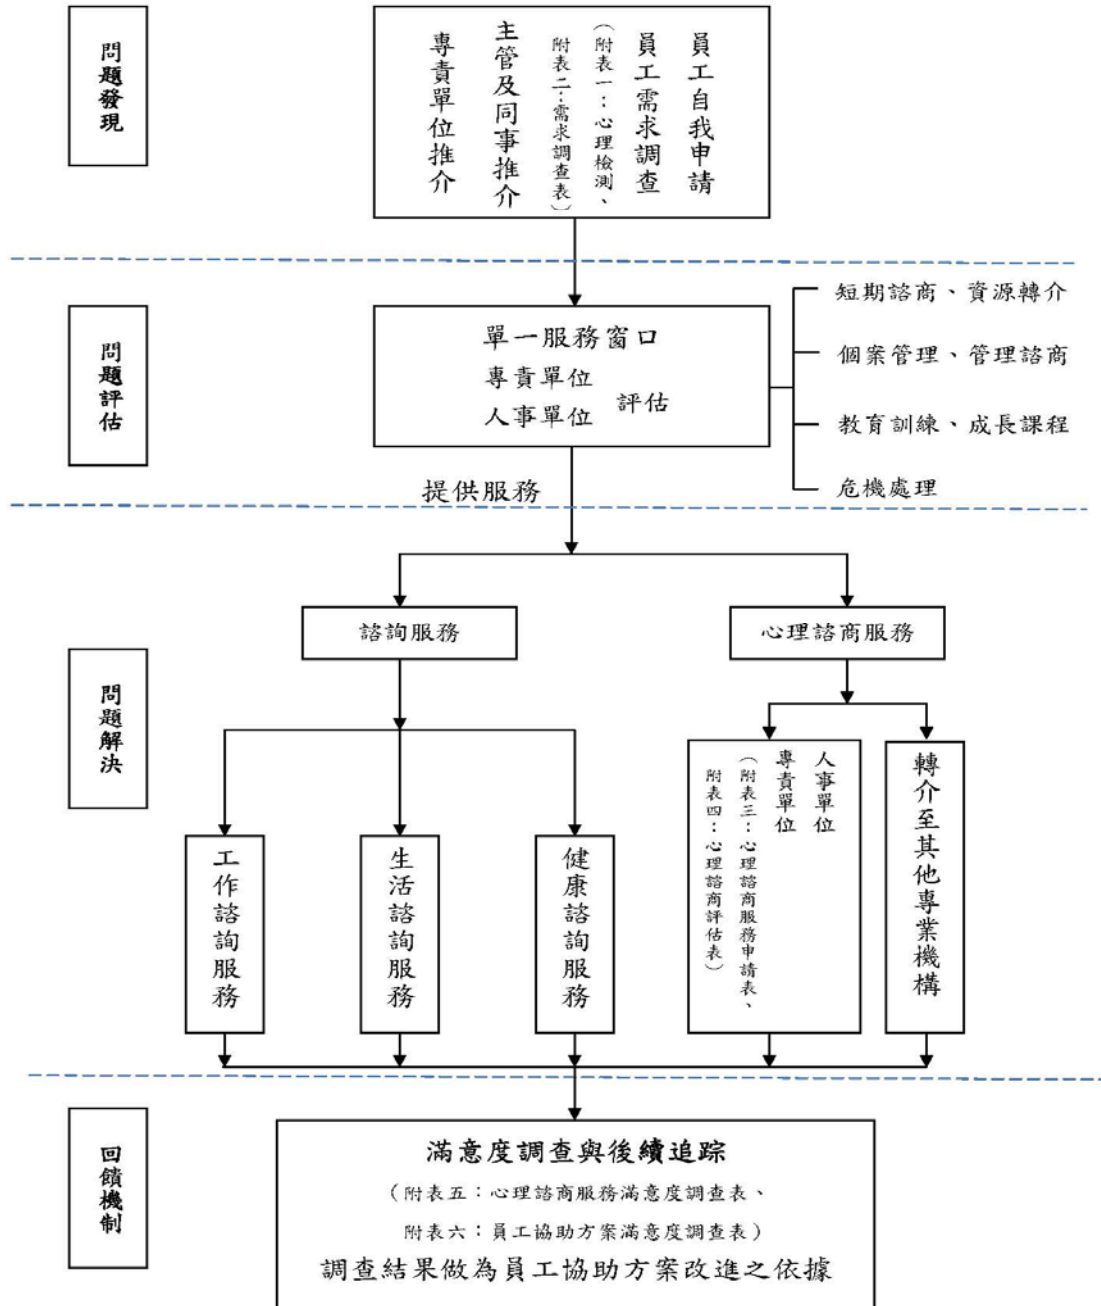 問題發現
員工自我申請
員工需求調查
（附表一：心理檢測、
附表二：需求調查表）
主管及同事推介
專責單位推介
問題評估
單一服務窗口
專責單位
人事單位
評估
短期諮商、資源轉介
個案管理、管理諮商
教育訓練、成長課程
危機處理
提供服務
問題解決
諮詢服務
心理諮商服務
工作諮詢服務
生活諮詢服務
健康諮詢服務
人事單位
專責單位
（附表三：心理諮商服務申請表、
附表四：心理諮商評估表）
轉介至其他專業機構
回饋機制
滿意度調查與後續追踪
（附表五：心理諮商服務滿意度調查表、
附表六：員工協助方案滿意度調查表）
調查結果做為員工協助方案改進之依據